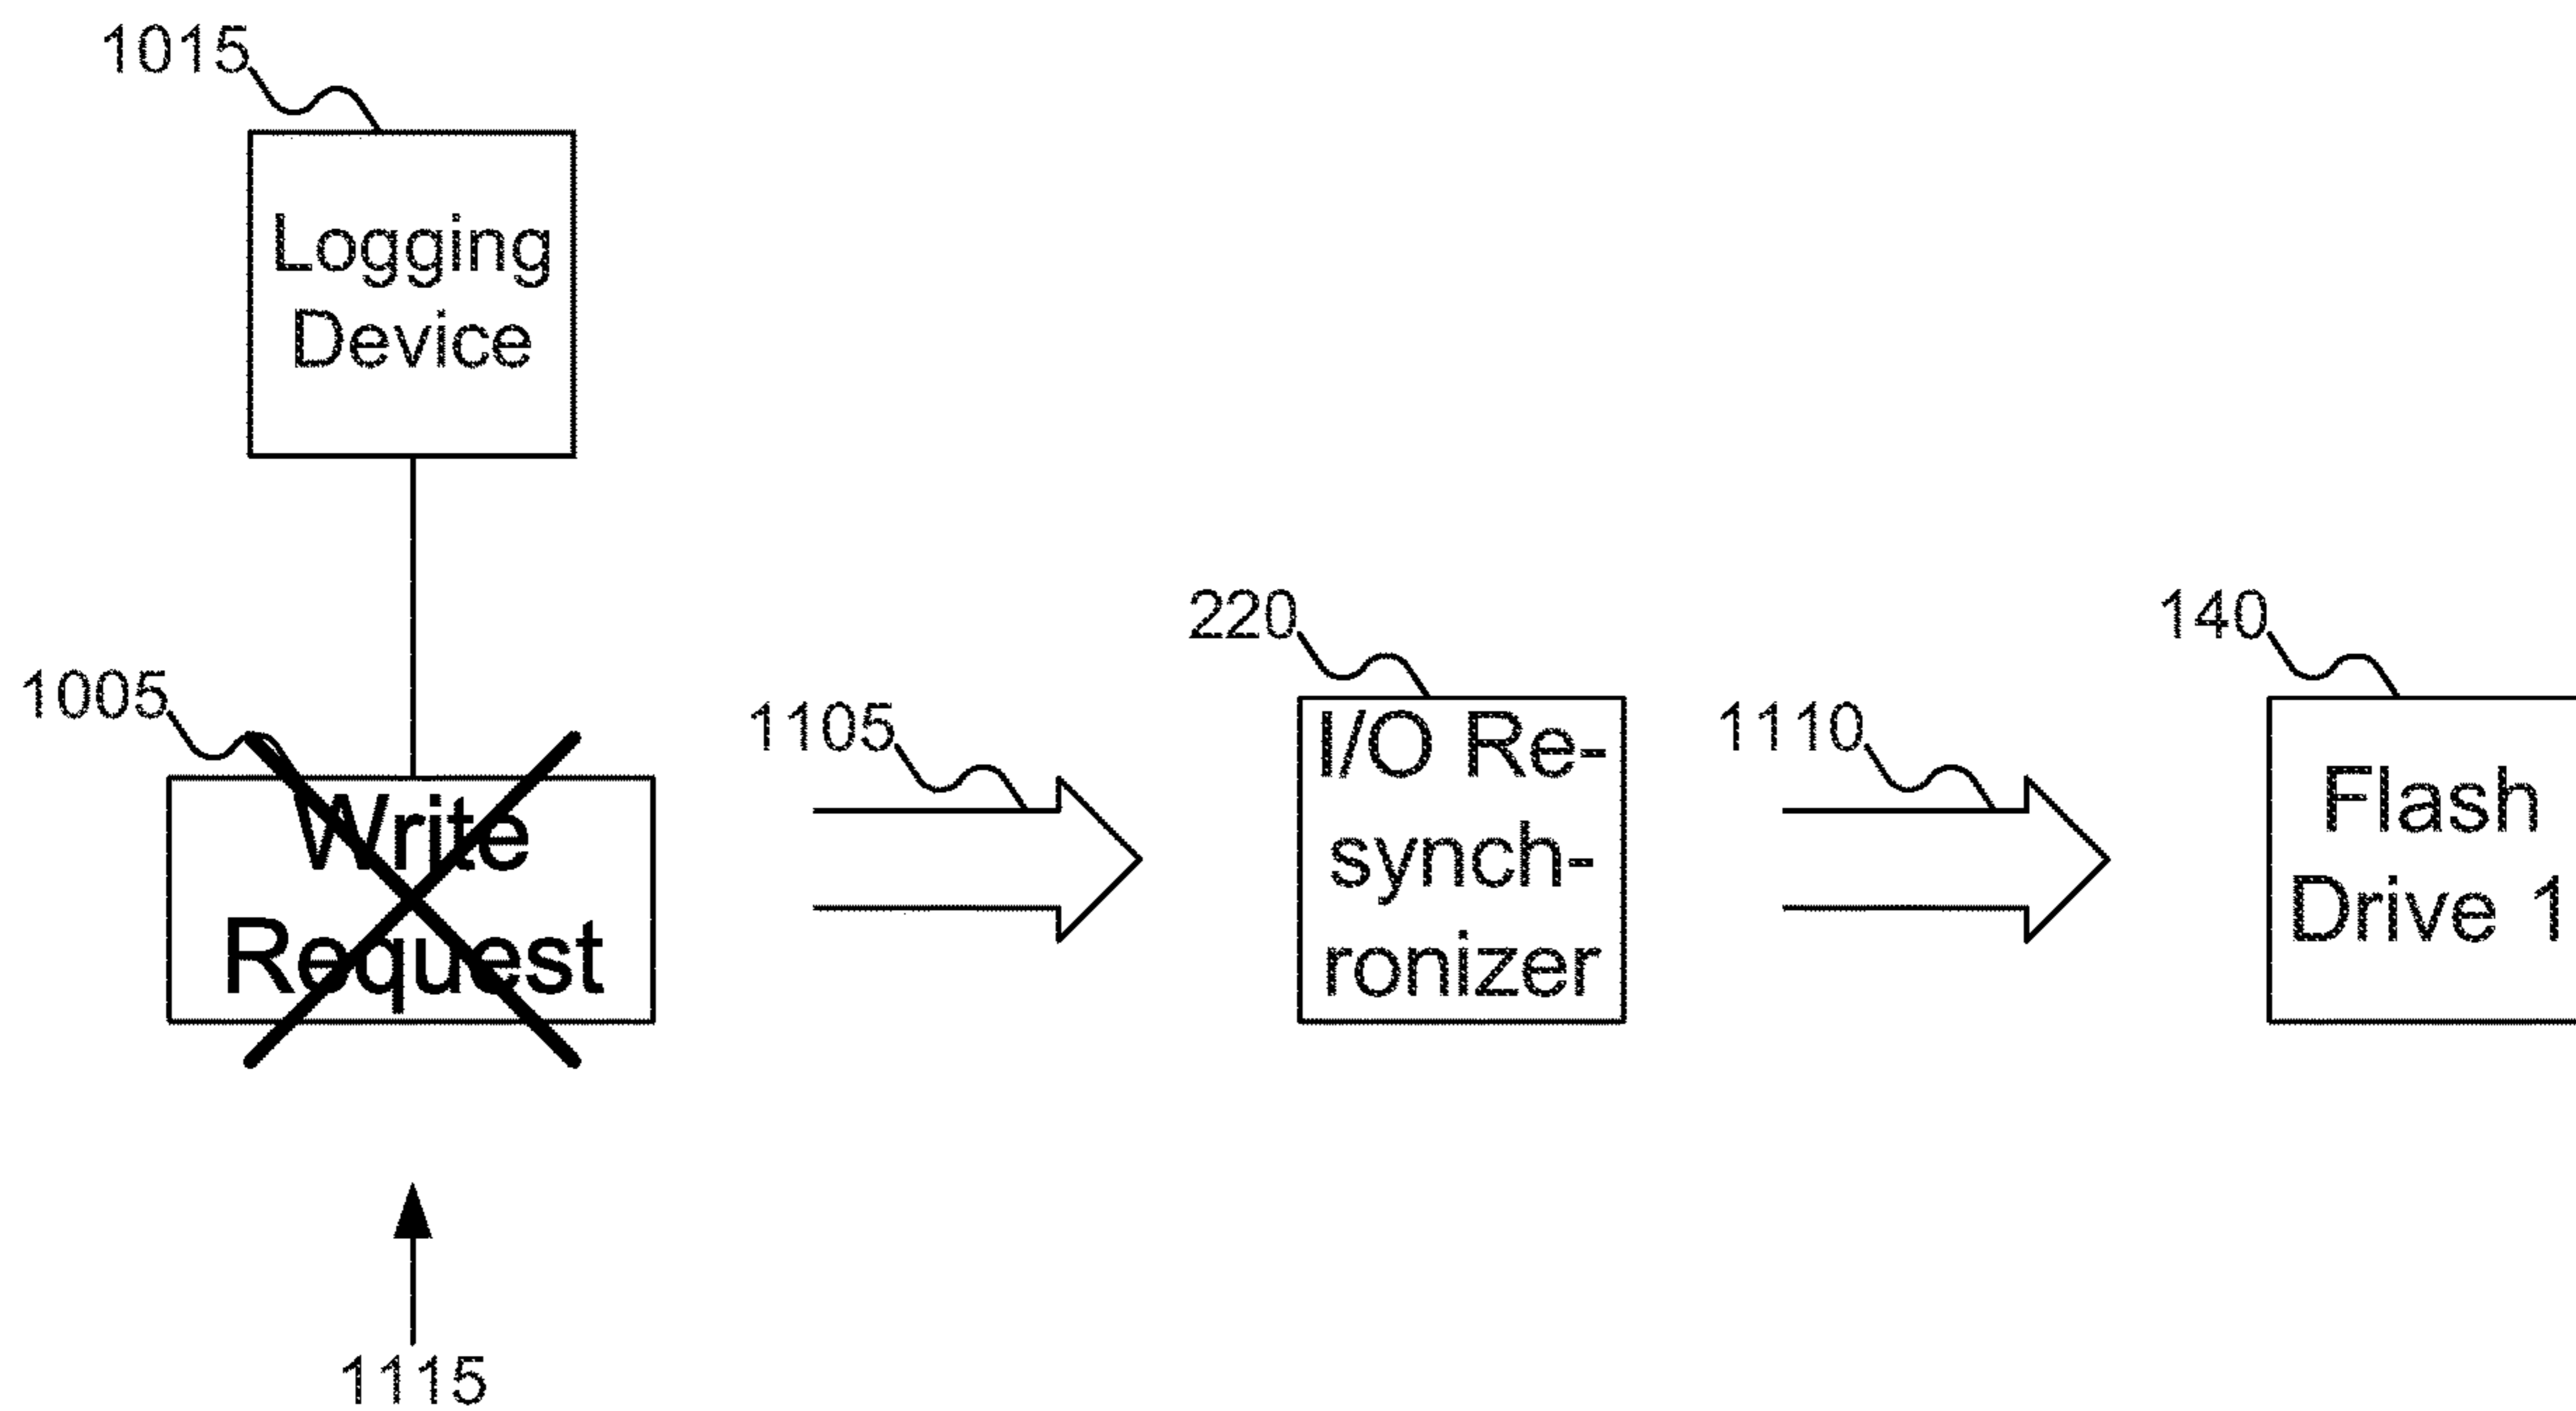 1015
Logging
Device
1005
Write
Request
1105
220
I/O Re-
synch-
ronizer
1110
140
Flash
Drive 1
1115